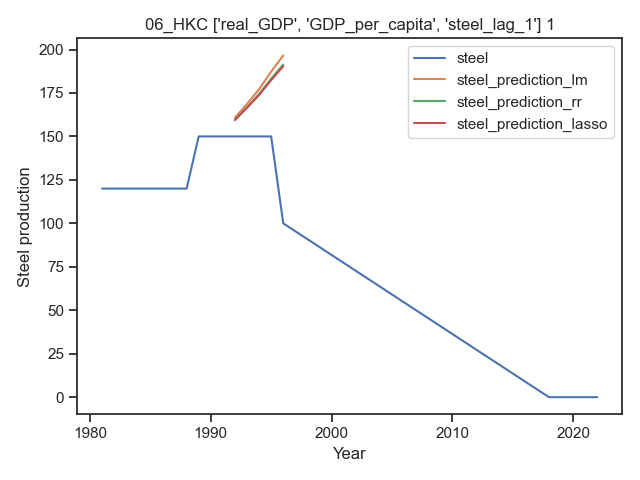 06_HKC ['real_GDP', 'GDP_per_capita', 'steel_lag_1'] 1
steel
steel_prediction_lm
steel_prediction_rr
steel_prediction_lasso
200
175
150
125
100
75
50
25
0
Steel production
1980
1990
2000
2010
2020
Year